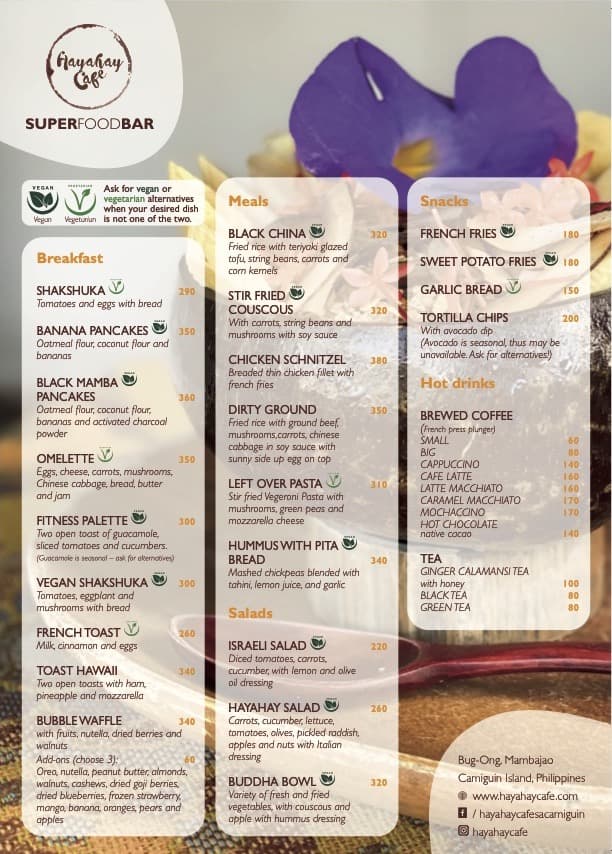 Hayahay
Cafe
SUPERFOODBAR
VEGAN
Vegan
VEGETARIAN
Vegetarian
Ask for vegan or
vegetarian alternatives
when your desired dish
is not one of the two.
Breakfast
SHAKSHUKA 290
Tomatoes and eggs with bread
BANANA PANCAKES 350
Oatmeal flour, coconut flour and
bananas
BLACK MAMBA
PANCAKES 360
Oatmeal flour, coconut flour,
bananas and activated charcoal
powder
OMELETTE 350
Eggs, cheese, carrots, mushrooms,
Chinese cabbage, bread, butter
and jam
FITNESS PALETTE 300
Two open toast of guacamole,
sliced tomatoes and cucumbers.
(Guacamole is seasonal – ask for alternatives)
VEGAN SHAKSHUKA 300
Tomatoes, eggplant and
mushrooms with bread
FRENCH TOAST 260
Milk, cinnamon and eggs
TOAST HAWAII 340
Two open toasts with ham,
pineapple and mozzarella
BUBBLE WAFFLE 340
with fruits, nutella, dried berries and
walnuts
Add-ons (choose 3): 60
Oreo, nutella, peanut butter, almonds,
walnuts, cashews, dried goji berries,
dried blueberries, frozen strawberry,
mango, banana, oranges, pears and
apples
Meals
BLACK CHINA 320
Fried rice with teriyaki glazed
tofu, string beans, carrots and
corn kernels
STIR FRIED
COUSCOUS 320
With carrots, string beans and
mushrooms with soy sauce
CHICKEN SCHNITZEL 380
Breaded thin chicken fillet with
french fries
DIRTY GROUND 350
Fried rice with ground beef,
mushrooms,carrots, chinese
cabbage in soy sauce with
sunny side up egg on top
LEFT OVER PASTA 310
Stir fried Vegeroni Pasta with
mushrooms, green peas and
mozzarella cheese
HUMMUS WITH PITA
BREAD 340
Mashed chickpeas blended with
tahini, lemon juice, and garlic
Salads
ISRAELI SALAD 220
Diced tomatoes, carrots,
cucumber, with lemon and olive
oil dressing
HAYAHAY SALAD 260
Carrots, cucumber, lettuce,
tomatoes, olives, pickled raddish,
apples and nuts with Italian
dressing
BUDDHA BOWL 320
Variety of fresh and fried
vegetables, with couscous and
apple with hummus dressing
Snacks
FRENCH FRIES 180
SWEET POTATO FRIES 180
GARLIC BREAD 150
TORTILLA CHIPS 200
With avocado dip
(Avocado is seasonal, thus may be
unavailable. Ask for alternatives!)
Hot drinks
BREWED COFFEE
(French press plunger)
SMALL 60
BIG 80
CAPPUCCINO 140
CAFE LATTE 160
LATTE MACCHIATO 160
CARAMEL MACCHIATO 170
MOCHACCINO 170
HOT CHOCOLATE
native cacao 140
TEA
GINGER CALAMANSI TEA
with honey 100
BLACK TEA 80
GREEN TEA 80
Bug-Ong, Mambajao
Camiguin Island, Philippines
www.hayahaycafe.com
/ hayahaycafesacamiguin
hayahaycafe